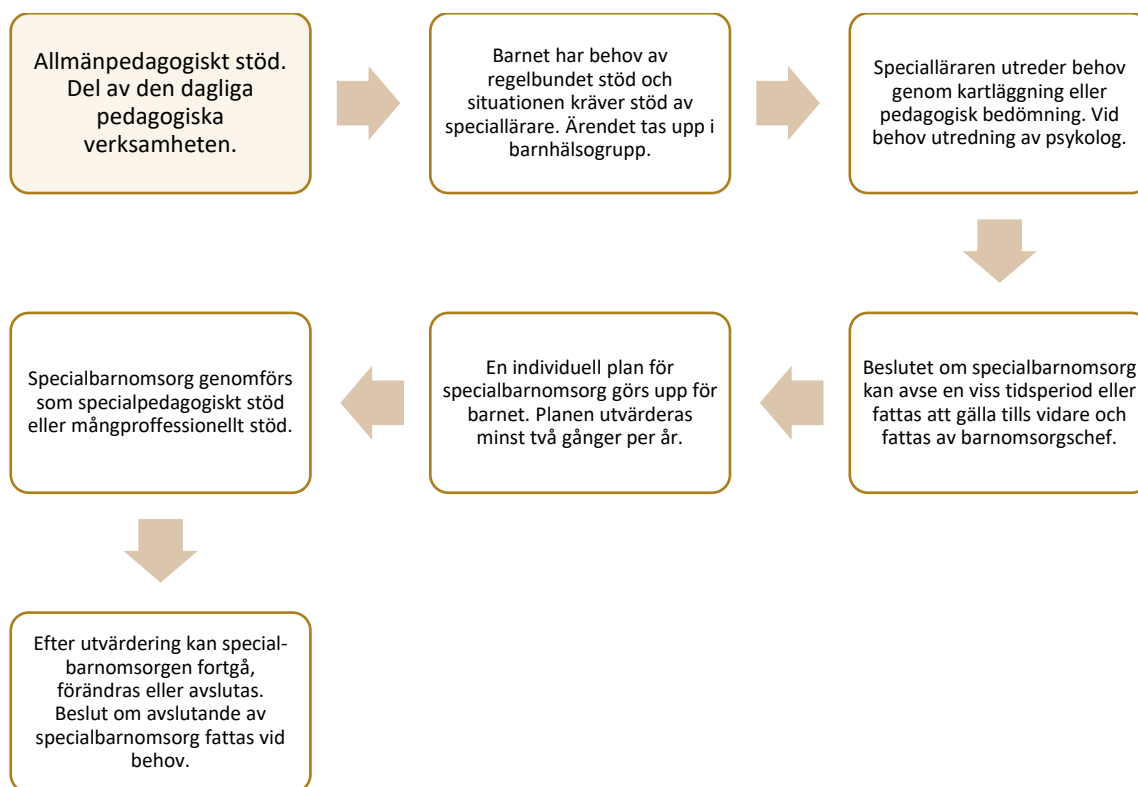 Allmänpedagogiskt stöd.
Del av den dagliga
pedagogiska
verksamheten.
Barnet har behov av
regelbundet stöd och
situationen kräver stöd av
speciallärare. Ärendet tas upp i
barnhälsogrupp.
Specialläraren utreder behov
genom kartläggning eller
pedagogisk bedömning. Vid
behov utredning av psykolog.
Beslutet om specialbarnomsorg
kan avse en viss tidsperiod eller
fattas att gälla tills vidare och
fattas av barnomsorgschef.
En individuell plan för
specialbarnomsorg görs upp för
barnet. Planen utvärderas
minst två gånger per år.
Specialbarnomsorg genomförs
som specialpedagogiskt stöd
eller mångproffessionellt stöd.
Efter utvärdering kan special-
barnomsorgen fortgå,
förändras eller avslutas.
Beslut om avslutande av
specialbarnomsorg fattas vid
behov.